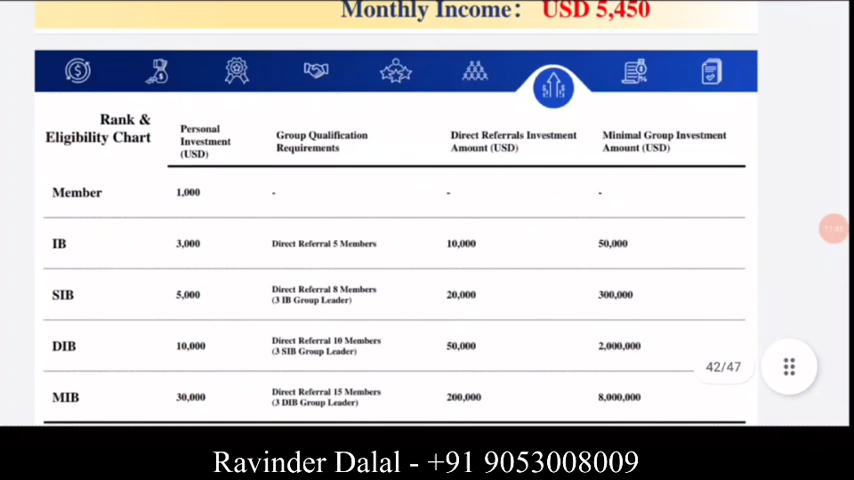 Monthly Income: USD 5,450
Rank &
Eligibility Chart
Personal
Investment
(USD)
Group Qualification
Requirements
Direct Referrals Investment
Amount (USD)
Minimal Group Investment
Amount (USD)
Member 1,000 - - -
IB 3,000 Direct Referral 5 Members 10,000 50,000
SIB 5,000 Direct Referral 8 Members
(3 IB Group Leader) 20,000 300,000
DIB 10,000 Direct Referral 10 Members
(3 SIB Group Leader) 50,000 2,000,000
42/47
MIB 30,000 Direct Referral 15 Members
(3 DIB Group Leader) 200,000 8,000,000
Ravinder Dalal - +91 9053008009